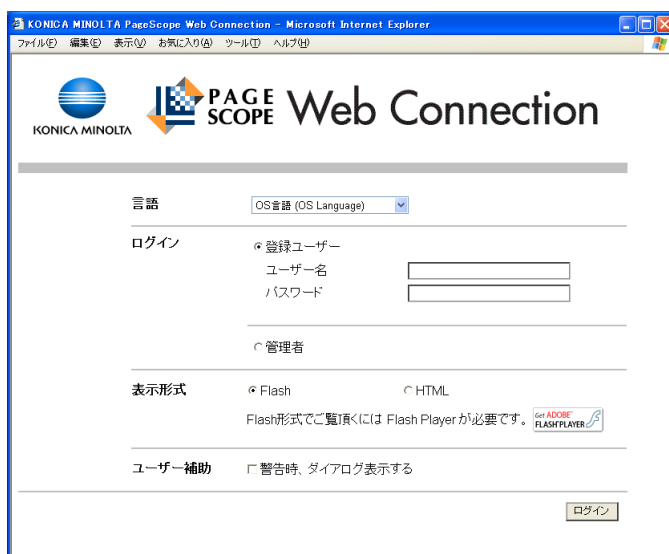 KONICA MINOLTA PageScope Web Connection - Microsoft Internet Explorer
ファイル(F) 編集(E) 表示(V) お気に入り(A) ツール(T) ヘルプ(H)
KONICA MINOLTA
PAGE SCOPE Web Connection
言語 OS言語 (OS Language)
ログイン 登録ユーザー
ユーザー名
パスワード
管理者
表示形式 Flash HTML
Flash形式でご覧頂くには Flash Playerが必要です。 Get ADOBE FLASH PLAYER
ユーザー補助 警告時、ダイアログ表示する
ログイン